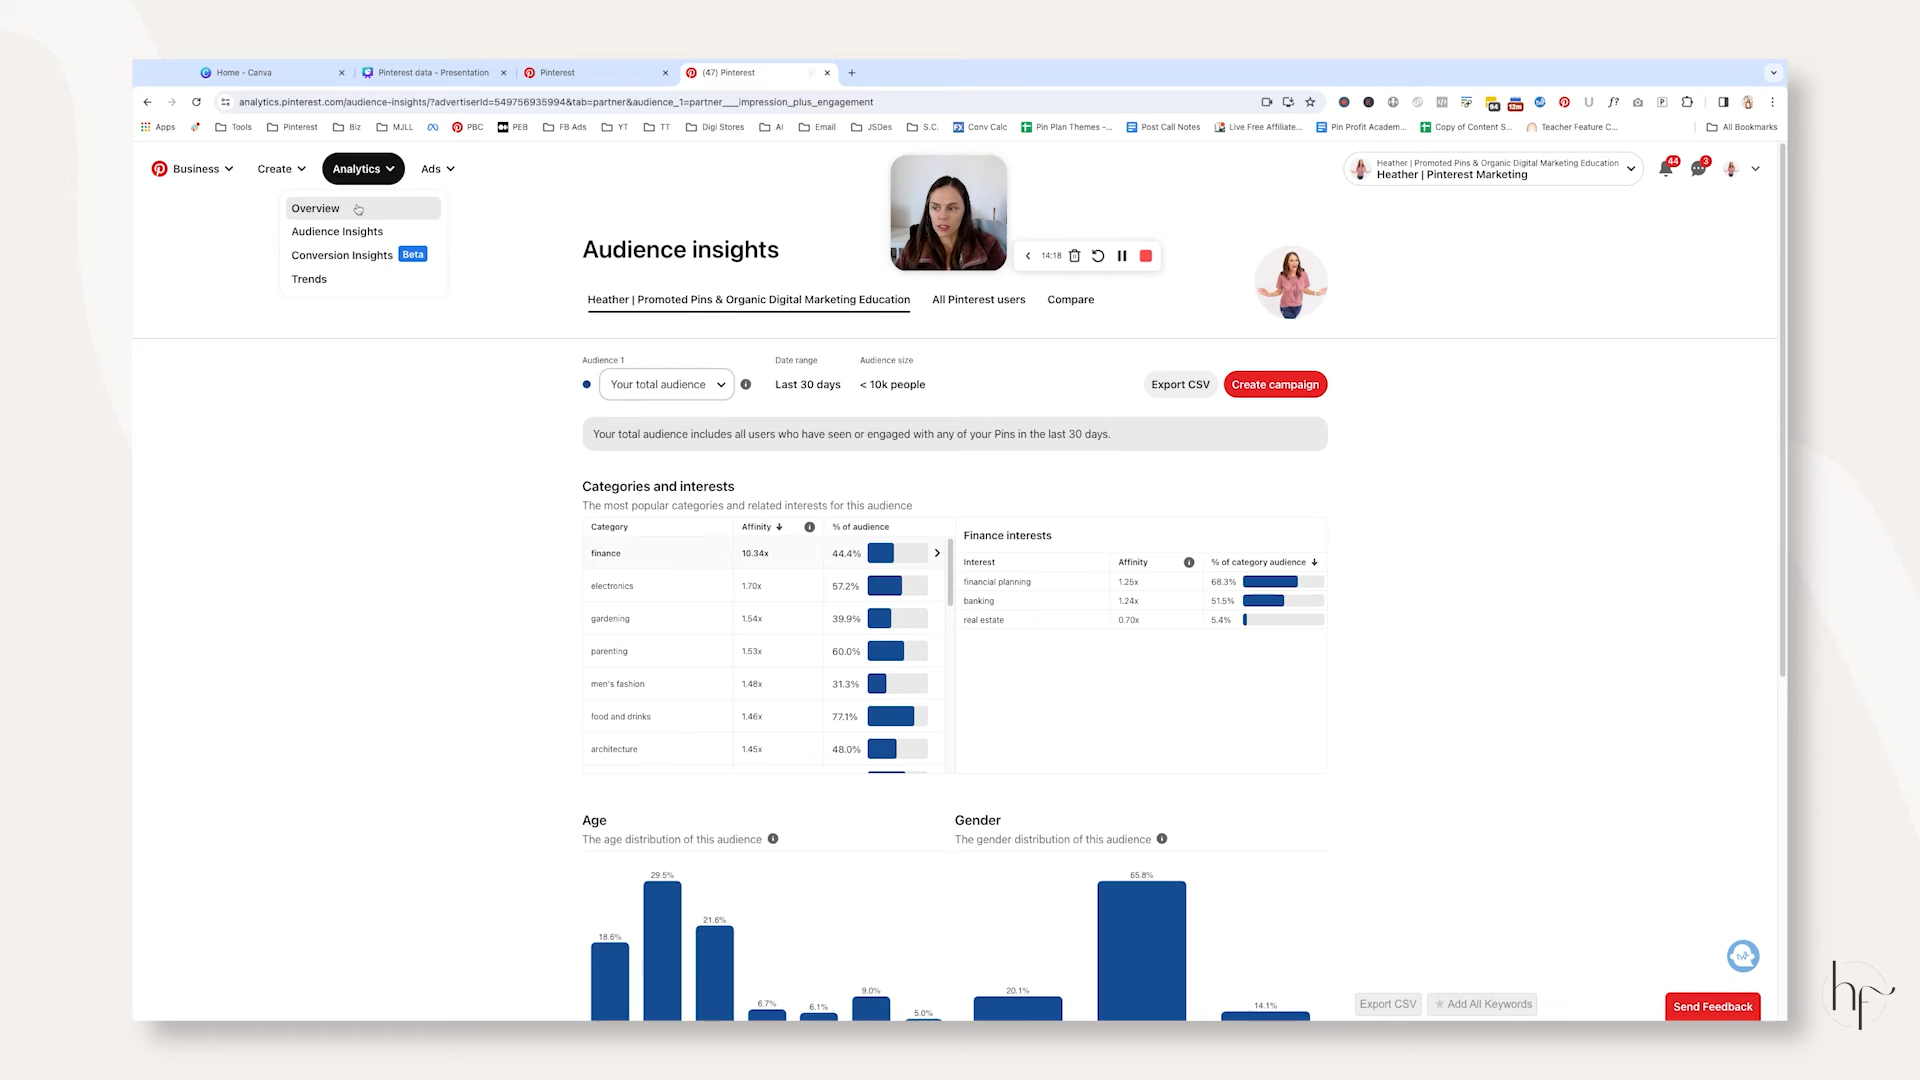 Home - Canva
Pinterest data - Presentation
Pinterest
(47) Pinterest
analytics.pinterest.com/audience-insights/?advertiserId=549756935994&tab=partner&audience_1=partner___impression_plus_engagement
Apps
Tools
Pinterest
Biz
MJLL
PBC
PEB
FB Ads
YT
TT
Digi Stores
AI
Email
JSDes
S.C.
Conv Calc
Pin Plan Themes -...
Post Call Notes
Live Free Affiliate...
Pin Profit Academ...
Copy of Content S...
Teacher Feature C...
All Bookmarks
Business
Create
Analytics
Ads
Heather | Promoted Pins & Organic Digital Marketing Education
Heather | Pinterest Marketing
44
3
Overview
Audience Insights
Conversion Insights Beta
Trends
Audience insights
14:18
Heather | Promoted Pins & Organic Digital Marketing Education
All Pinterest users
Compare
Audience 1
Date range
Audience size
Your total audience
Last 30 days
< 10k people
Export CSV
Create campaign
Your total audience includes all users who have seen or engaged with any of your Pins in the last 30 days.
Categories and interests
The most popular categories and related interests for this audience
Category Affinity % of audience
finance 10.34x 44.4%
electronics 1.70x 57.2%
gardening 1.54x 39.9%
parenting 1.53x 60.0%
men's fashion 1.48x 31.3%
food and drinks 1.46x 77.1%
architecture 1.45x 48.0%
Finance interests
Interest Affinity % of category audience
financial planning 1.25x 68.3%
banking 1.24x 51.5%
real estate 0.70x 5.4%
Age
The age distribution of this audience
18.6%
29.5%
21.6%
6.7%
6.1%
9.0%
5.0%
Gender
The gender distribution of this audience
20.1%
65.8%
14.1%
Export CSV
Add All Keywords
Send Feedback
hf